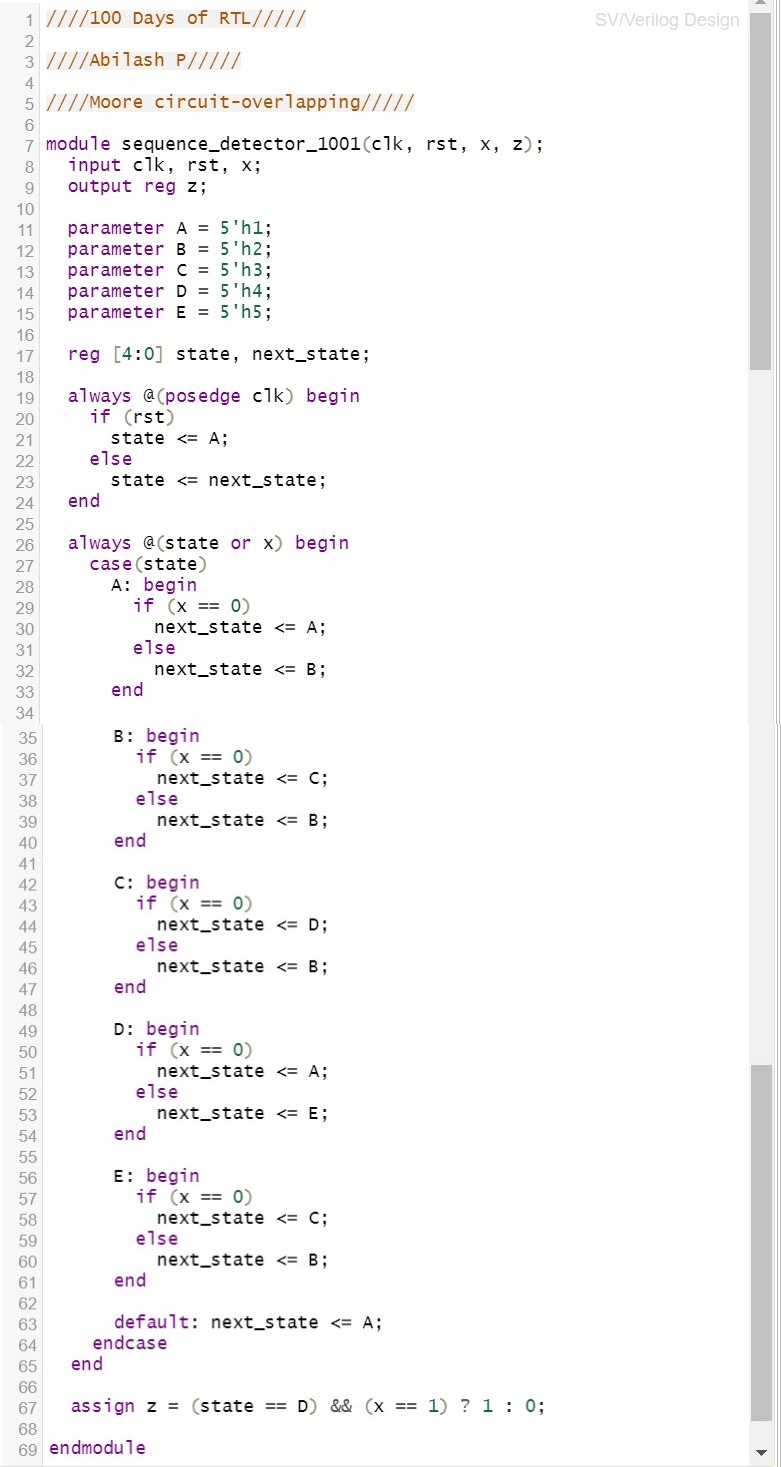 SV/Verilog Design
1 ////100 Days of RTL/////
2
3 ////Abilash P/////
4
5 ////Moore circuit-overlapping/////
6
7 module sequence_detector_1001(clk, rst, x, z);
8   input clk, rst, x;
9   output reg z;
10
11   parameter A = 5'h1;
12   parameter B = 5'h2;
13   parameter C = 5'h3;
14   parameter D = 5'h4;
15   parameter E = 5'h5;
16
17   reg [4:0] state, next_state;
18
19   always @(posedge clk) begin
20     if (rst)
21       state <= A;
22     else
23       state <= next_state;
24   end
25
26   always @(state or x) begin
27     case(state)
28       A: begin
29         if (x == 0)
30           next_state <= A;
31         else
32           next_state <= B;
33       end
34
35       B: begin
36         if (x == 0)
37           next_state <= C;
38         else
39           next_state <= B;
40       end
41
42       C: begin
43         if (x == 0)
44           next_state <= D;
45         else
46           next_state <= B;
47       end
48
49       D: begin
50         if (x == 0)
51           next_state <= A;
52         else
53           next_state <= E;
54       end
55
56       E: begin
57         if (x == 0)
58           next_state <= C;
59         else
60           next_state <= B;
61       end
62
63       default: next_state <= A;
64     endcase
65   end
66
67   assign z = (state == D) && (x == 1) ? 1 : 0;
68
69 endmodule